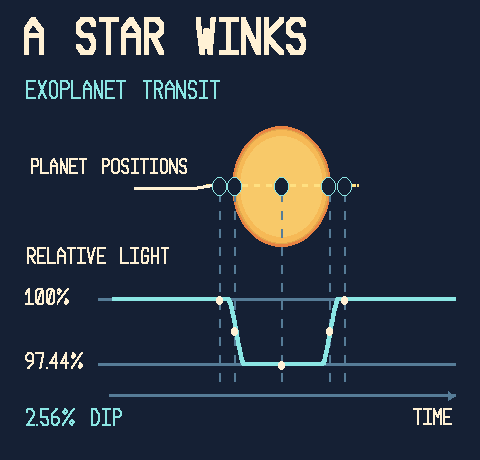 A STAR WINKS
EXOPLANET TRANSIT
PLANET POSITIONS
RELATIVE LIGHT
100%
97.44%
2.56% DIP
TIME